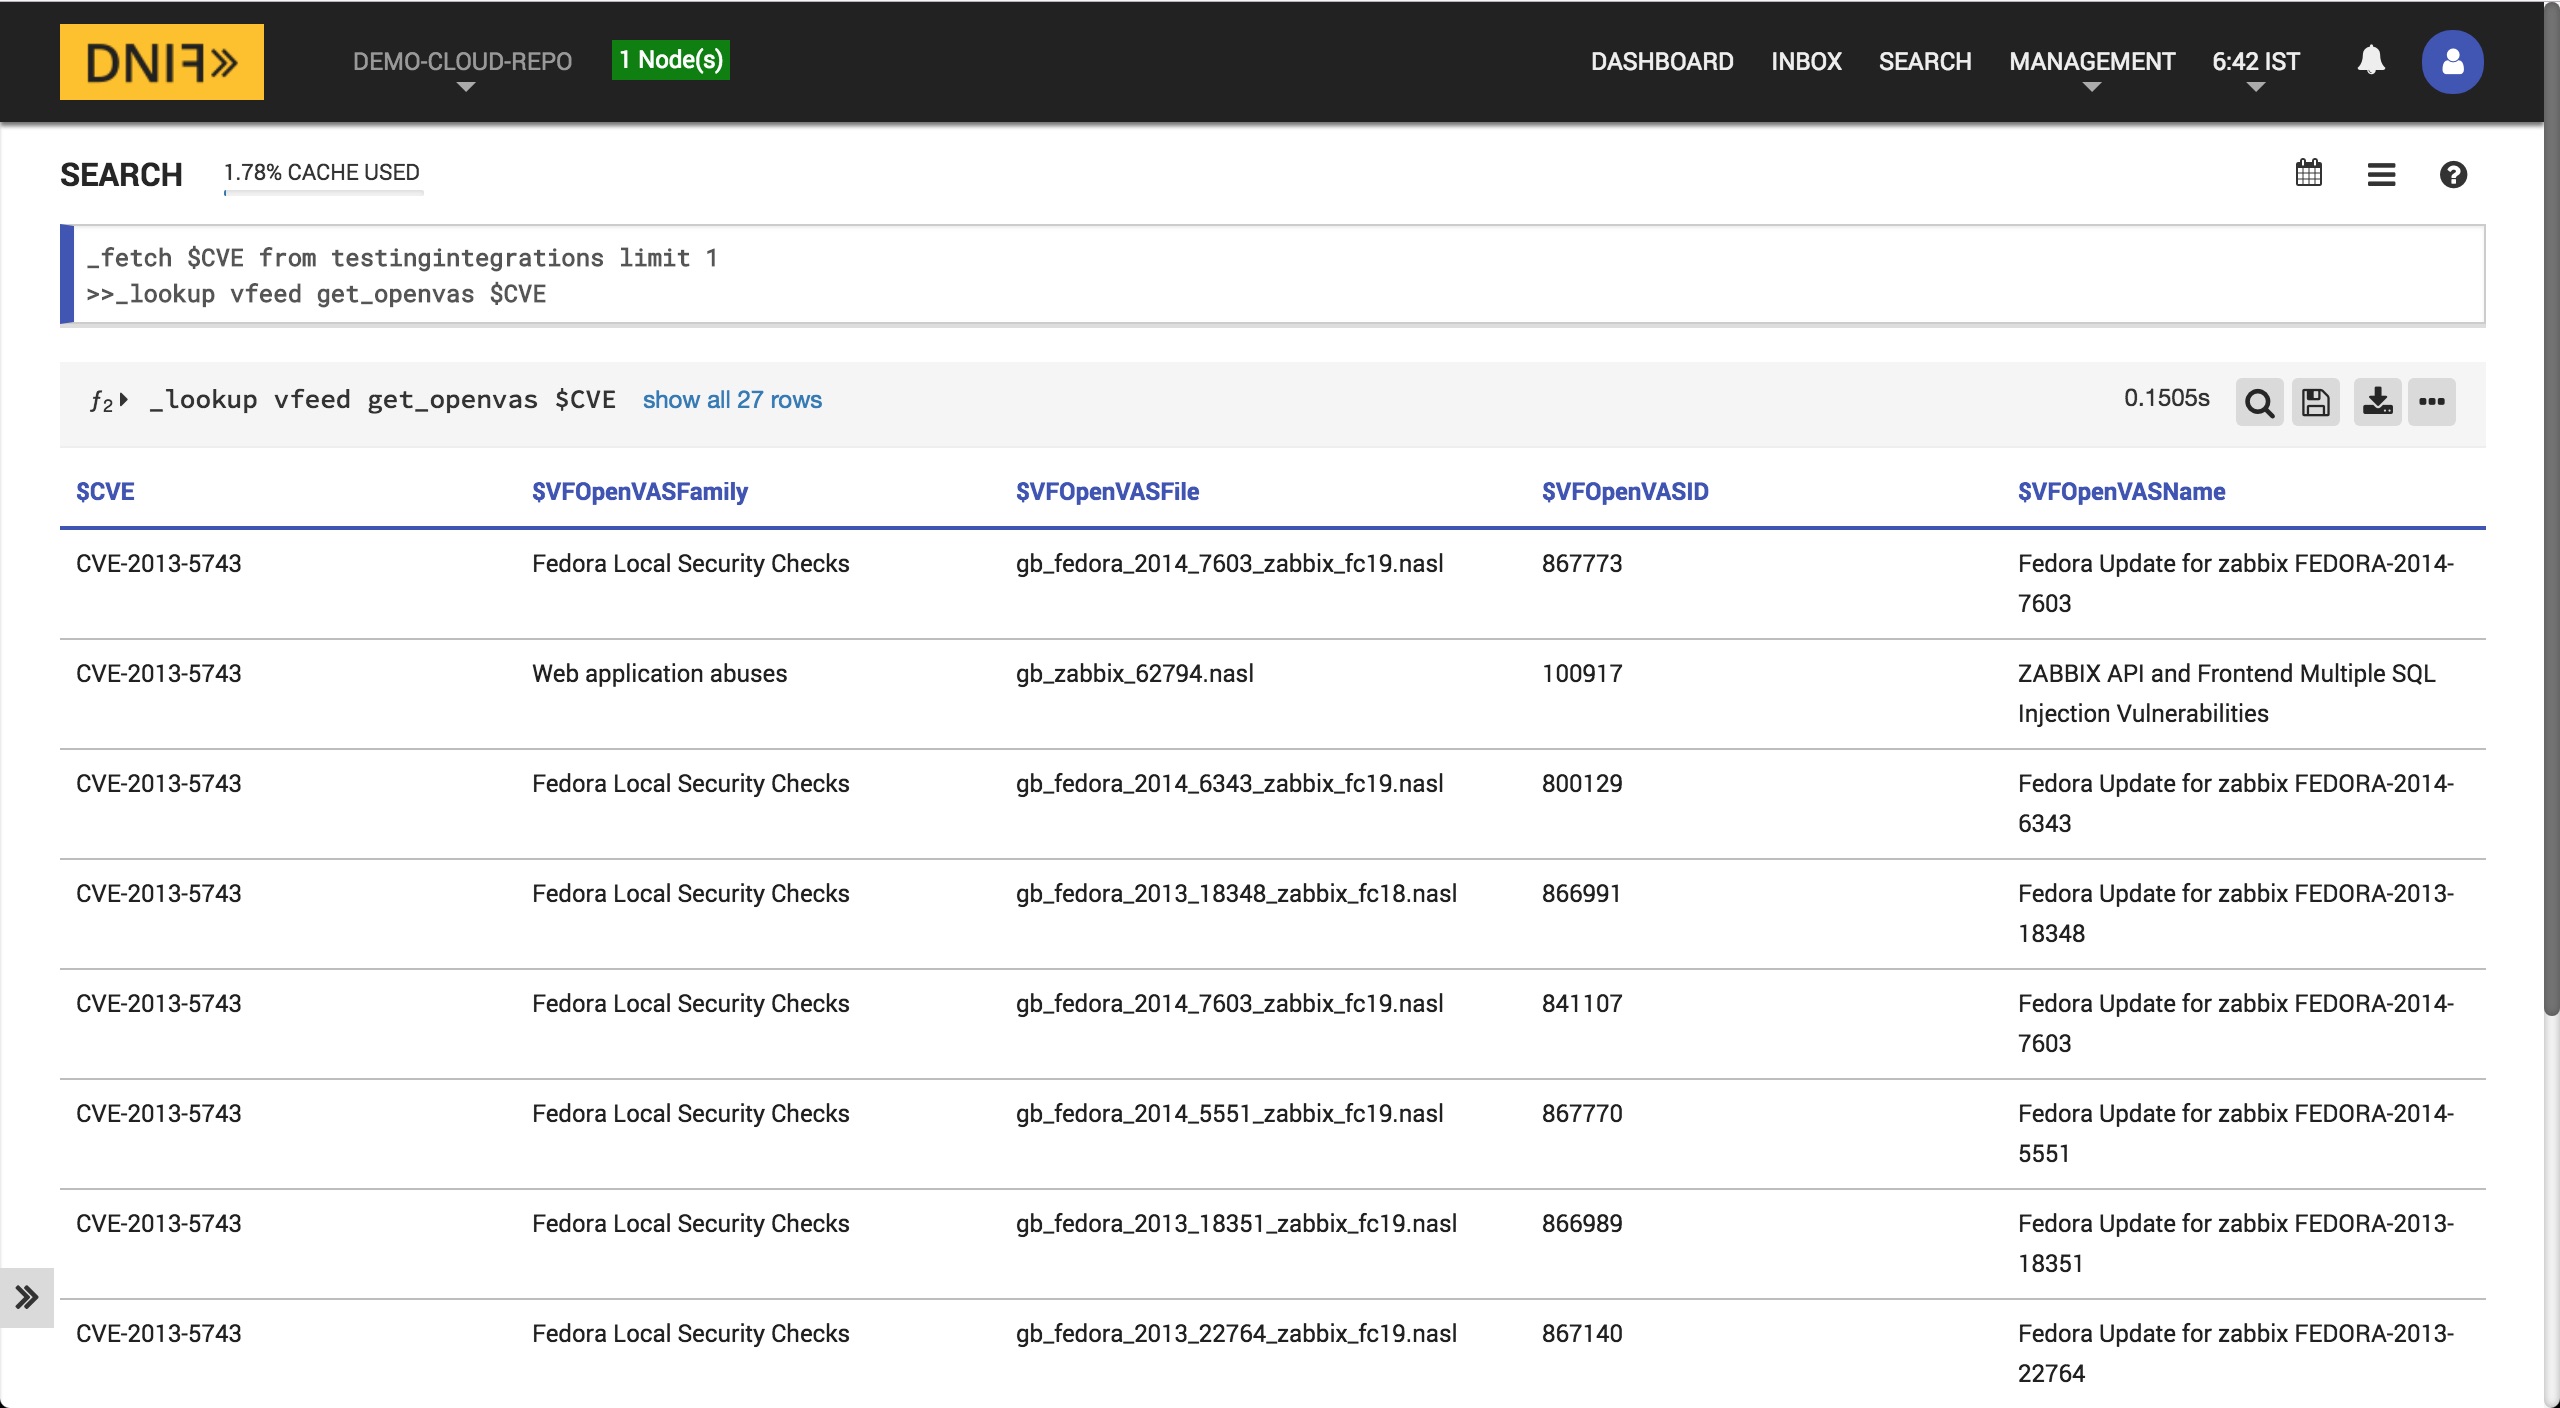 DNIF»
DEMO-CLOUD-REPO
1 Node(s)
DASHBOARD
INBOX
SEARCH
MANAGEMENT
6:42 IST
SEARCH
1.78% CACHE USED
_fetch $CVE from testingintegrations limit 1
>>_lookup vfeed get_openvas $CVE
ƒ2 _lookup vfeed get_openvas $CVE show all 27 rows
0.1505s
$CVE $VFOpenVASFamily $VFOpenVASFile $VFOpenVASID $VFOpenVASName
CVE-2013-5743 Fedora Local Security Checks gb_fedora_2014_7603_zabbix_fc19.nasl 867773 Fedora Update for zabbix FEDORA-2014-
7603
CVE-2013-5743 Web application abuses gb_zabbix_62794.nasl 100917 ZABBIX API and Frontend Multiple SQL
Injection Vulnerabilities
CVE-2013-5743 Fedora Local Security Checks gb_fedora_2014_6343_zabbix_fc19.nasl 800129 Fedora Update for zabbix FEDORA-2014-
6343
CVE-2013-5743 Fedora Local Security Checks gb_fedora_2013_18348_zabbix_fc18.nasl 866991 Fedora Update for zabbix FEDORA-2013-
18348
CVE-2013-5743 Fedora Local Security Checks gb_fedora_2014_7603_zabbix_fc19.nasl 841107 Fedora Update for zabbix FEDORA-2014-
7603
CVE-2013-5743 Fedora Local Security Checks gb_fedora_2014_5551_zabbix_fc19.nasl 867770 Fedora Update for zabbix FEDORA-2014-
5551
CVE-2013-5743 Fedora Local Security Checks gb_fedora_2013_18351_zabbix_fc19.nasl 866989 Fedora Update for zabbix FEDORA-2013-
18351
CVE-2013-5743 Fedora Local Security Checks gb_fedora_2013_22764_zabbix_fc19.nasl 867140 Fedora Update for zabbix FEDORA-2013-
22764